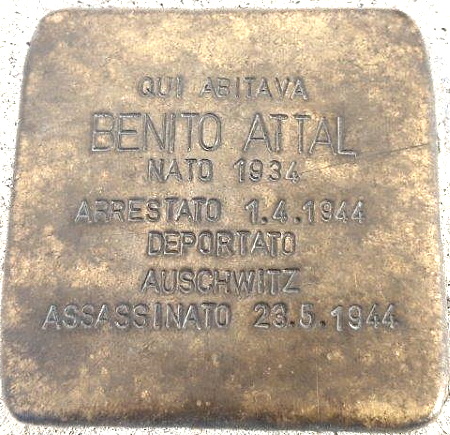 QUI ABITAVA
BENITO ATTAL
NATO 1934
ARRESTATO 1.4.1944
DEPORTATO
AUSCHWITZ
ASSASSINATO 23.5.1944